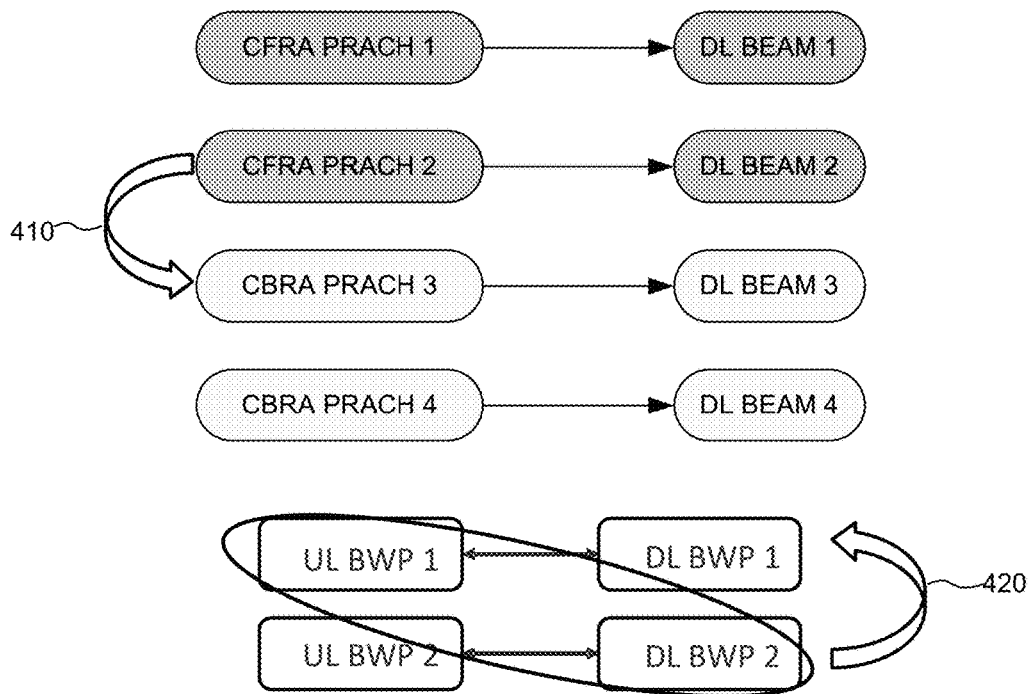 CFRA PRACH 1 DL BEAM 1
CFRA PRACH 2 DL BEAM 2
410
CBRA PRACH 3 DL BEAM 3
CBRA PRACH 4 DL BEAM 4
UL BWP 1 DL BWP 1
420
UL BWP 2 DL BWP 2